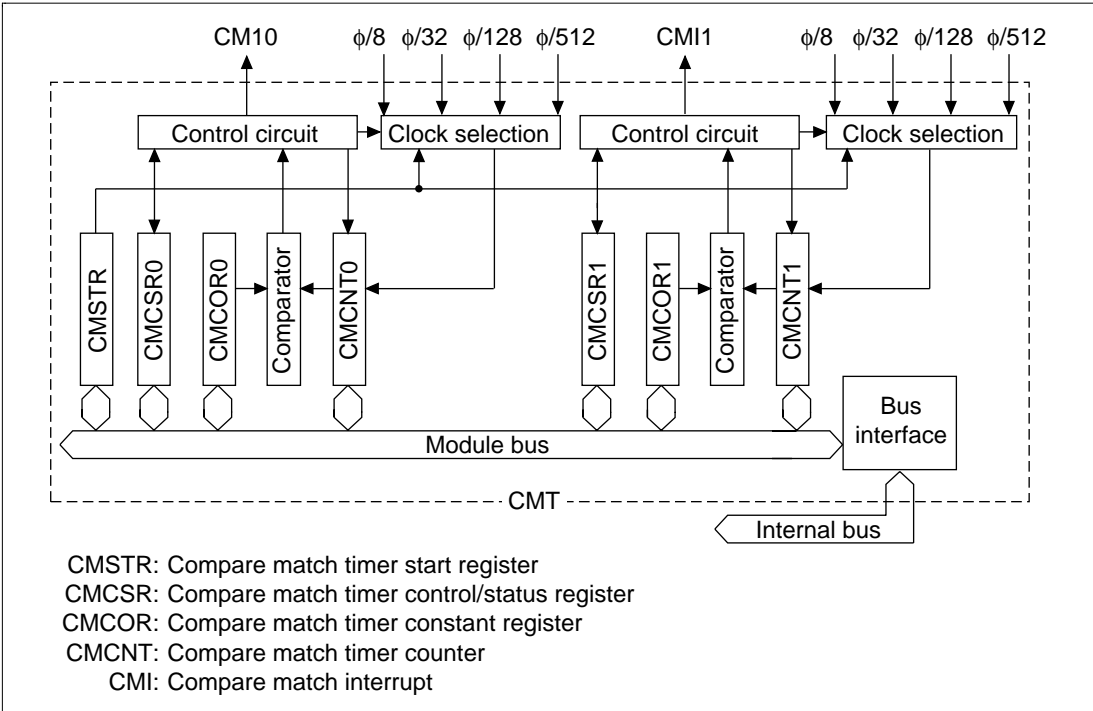 CM10 ϕ/8 ϕ/32 ϕ/128 ϕ/512 CMI1 ϕ/8 ϕ/32 ϕ/128 ϕ/512
Control circuit Clock selection Control circuit Clock selection
CMSTR CMCSR0 CMCOR0 Comparator CMCNT0 CMCSR1 CMCOR1 Comparator CMCNT1
Bus
interface
Module bus
CMT
Internal bus
CMSTR: Compare match timer start register
CMCSR: Compare match timer control/status register
CMCOR: Compare match timer constant register
CMCNT: Compare match timer counter
CMI: Compare match interrupt